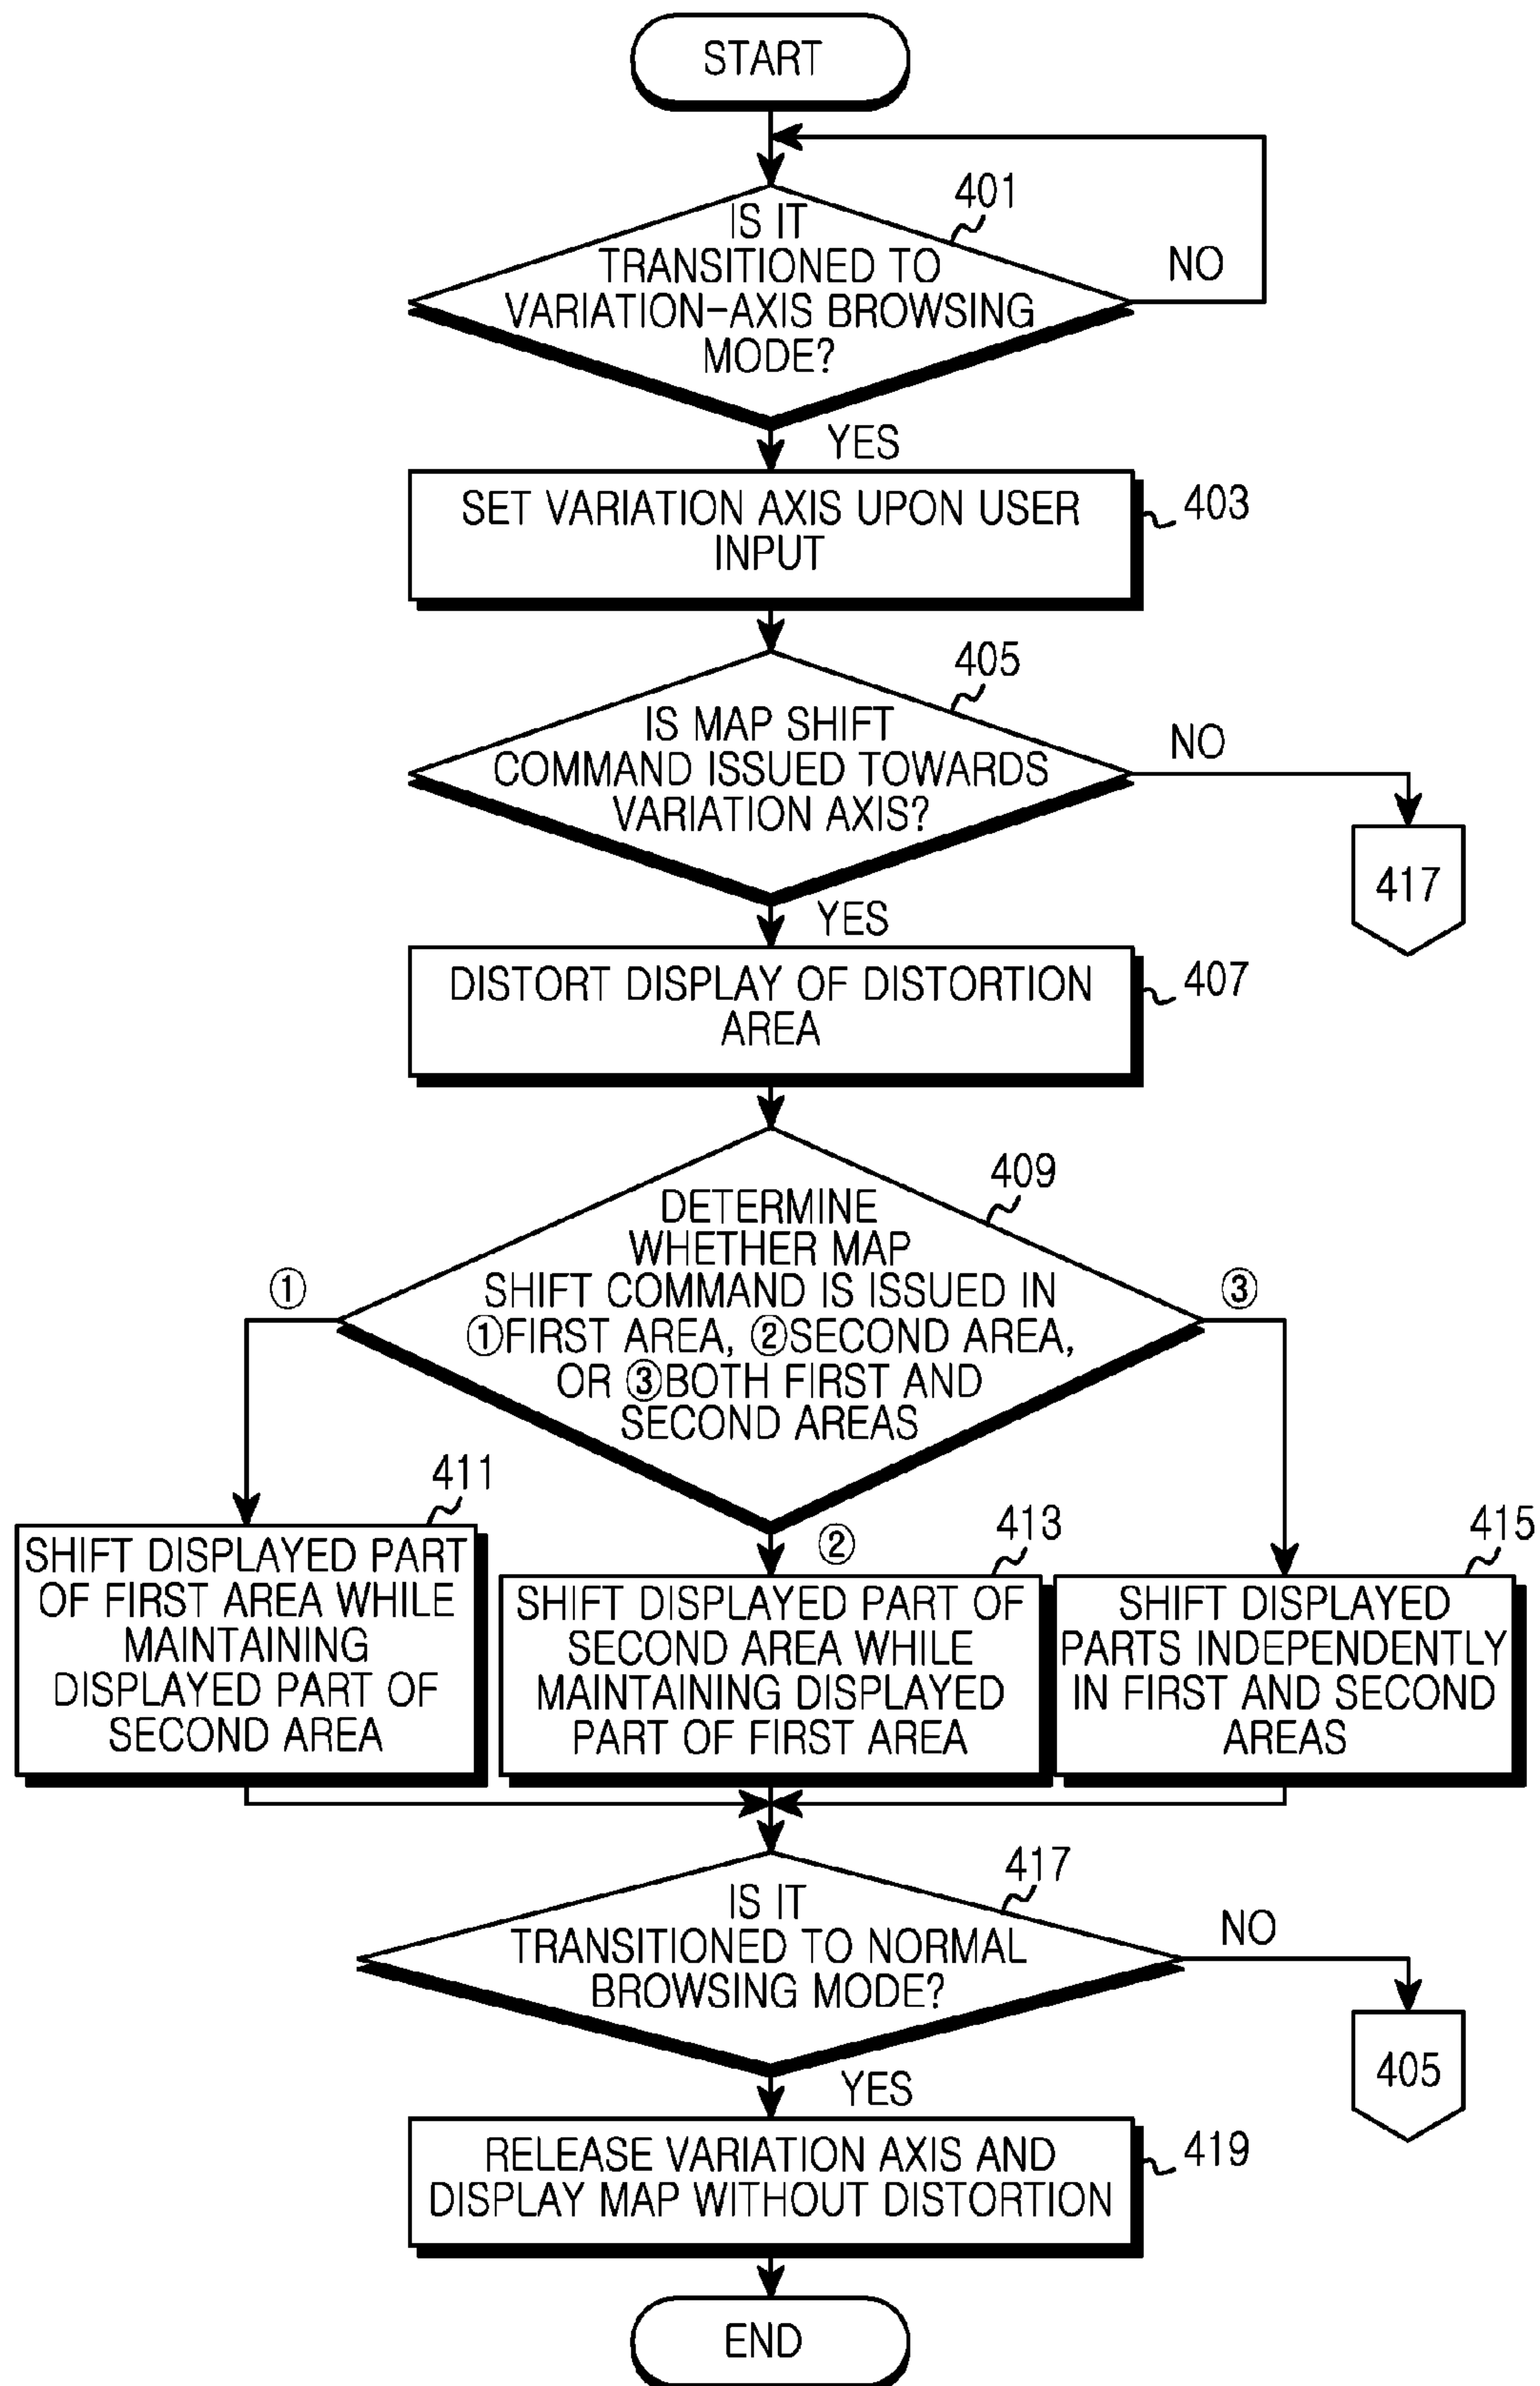 START
401
IS IT
TRANSITIONED TO
VARIATION-AXIS BROWSING
MODE?
NO
YES
SET VARIATION AXIS UPON USER
INPUT
403
405
IS MAP SHIFT
COMMAND ISSUED TOWARDS
VARIATION AXIS?
NO
417
YES
DISTORT DISPLAY OF DISTORTION
AREA
407
409
DETERMINE
WHETHER MAP
SHIFT COMMAND IS ISSUED IN
①FIRST AREA, ②SECOND AREA,
OR ③BOTH FIRST AND
SECOND AREAS
①
③
②
411
SHIFT DISPLAYED PART
OF FIRST AREA WHILE
MAINTAINING
DISPLAYED PART OF
SECOND AREA
413
SHIFT DISPLAYED PART OF
SECOND AREA WHILE
MAINTAINING DISPLAYED
PART OF FIRST AREA
415
SHIFT DISPLAYED
PARTS INDEPENDENTLY
IN FIRST AND SECOND
AREAS
417
IS IT
TRANSITIONED TO NORMAL
BROWSING MODE?
NO
405
YES
RELEASE VARIATION AXIS AND
DISPLAY MAP WITHOUT DISTORTION
419
END